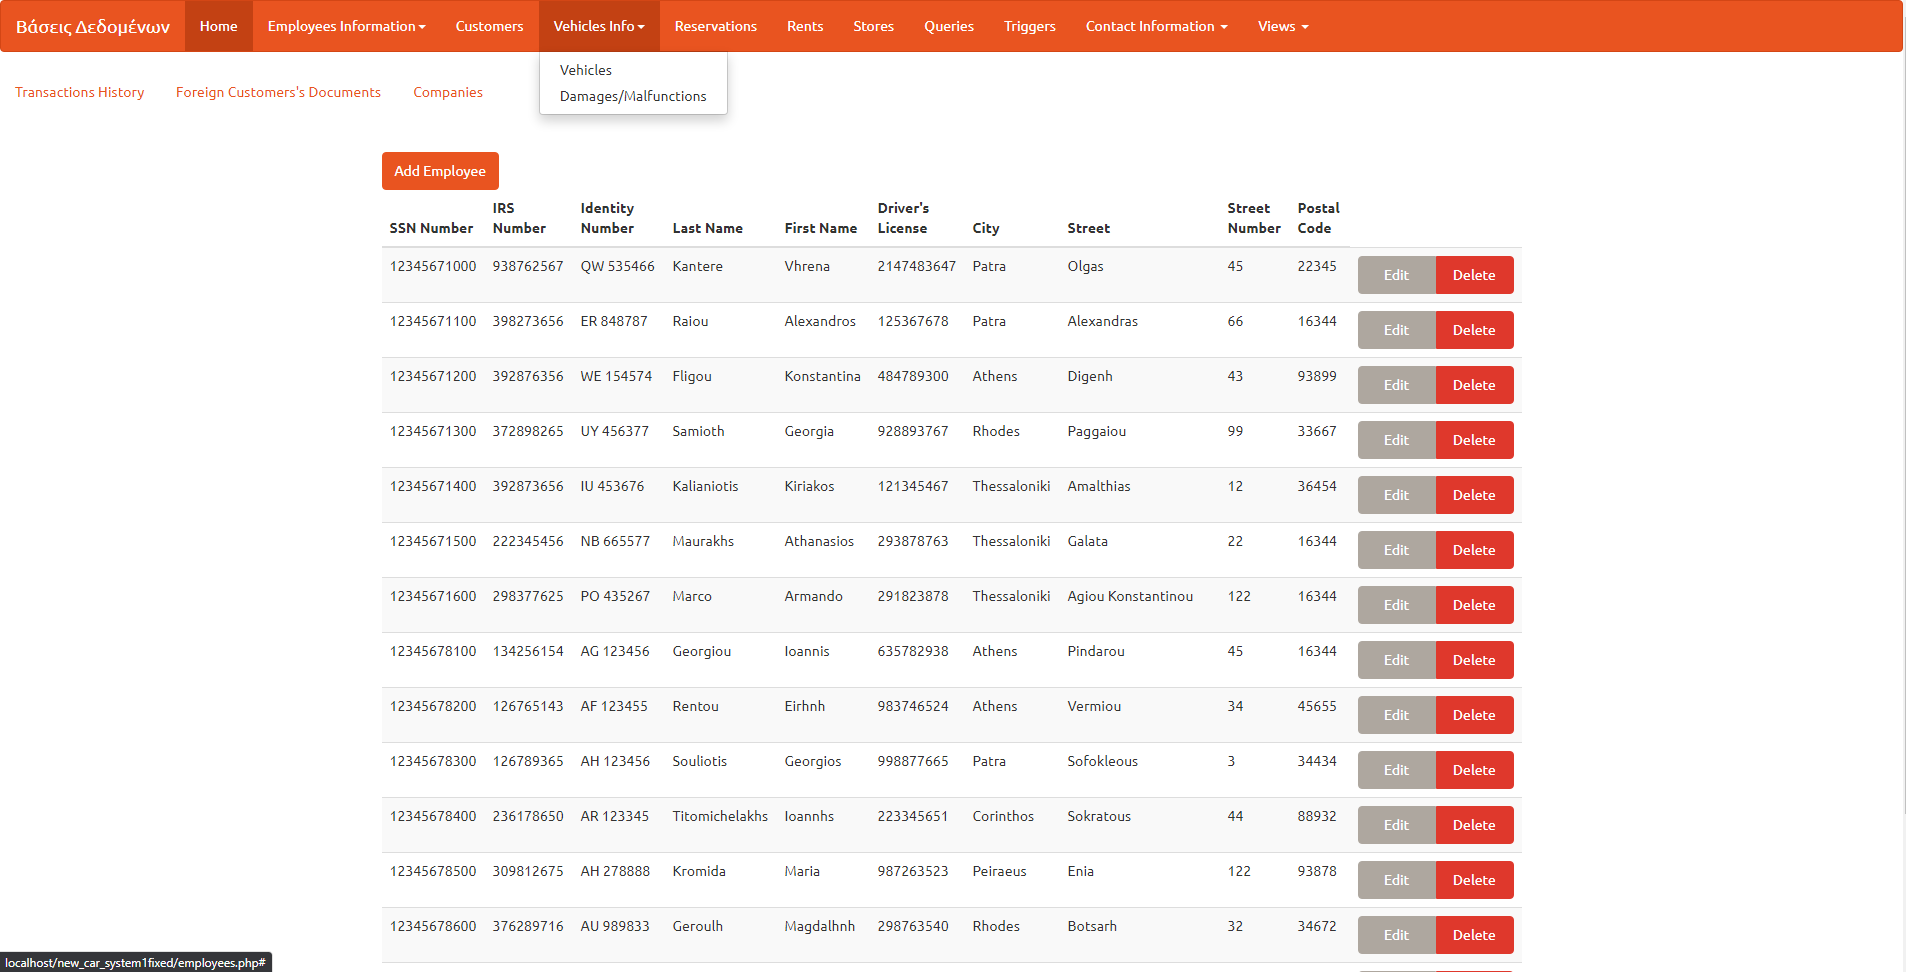 Βάσεις Δεδομένων Home Employees Information Customers Vehicles Info Reservations Rents Stores Queries Triggers Contact Information Views
Vehicles
Damages/Malfunctions
Transactions History Foreign Customers's Documents Companies
Add Employee
SSN Number IRS Number Identity Number Last Name First Name Driver's License City Street Street Number Postal Code
12345671000 938762567 QW 535466 Kantere Vhrena 2147483647 Patra Olgas 45 22345 Edit Delete
12345671100 398273656 ER 848787 Raiou Alexandros 125367678 Patra Alexandras 66 16344 Edit Delete
12345671200 392876356 WE 154574 Fligou Konstantina 484789300 Athens Digenh 43 93899 Edit Delete
12345671300 372898265 UY 456377 Samioth Georgia 928893767 Rhodes Paggaiou 99 33667 Edit Delete
12345671400 392873656 IU 453676 Kalianiotis Kiriakos 121345467 Thessaloniki Amalthias 12 36454 Edit Delete
12345671500 222345456 NB 665577 Maurakhs Athanasios 293878763 Thessaloniki Galata 22 16344 Edit Delete
12345671600 298377625 PO 435267 Marco Armando 291823878 Thessaloniki Agiou Konstantinou 122 16344 Edit Delete
12345678100 134256154 AG 123456 Georgiou Ioannis 635782938 Athens Pindarou 45 16344 Edit Delete
12345678200 126765143 AF 123455 Rentou Eirhnh 983746524 Athens Vermiou 34 45655 Edit Delete
12345678300 126789365 AH 123456 Souliotis Georgios 998877665 Patra Sofokleous 3 34434 Edit Delete
12345678400 236178650 AR 123345 Titomichelakhs Ioannhs 223345651 Corinthos Sokratous 44 88932 Edit Delete
12345678500 309812675 AH 278888 Kromida Maria 987263523 Peiraeus Enia 122 93878 Edit Delete
12345678600 376289716 AU 989833 Geroulh Magdalhnh 298763540 Rhodes Botsarh 32 34672 Edit Delete
localhost/new_car_system1fixed/employees.php#